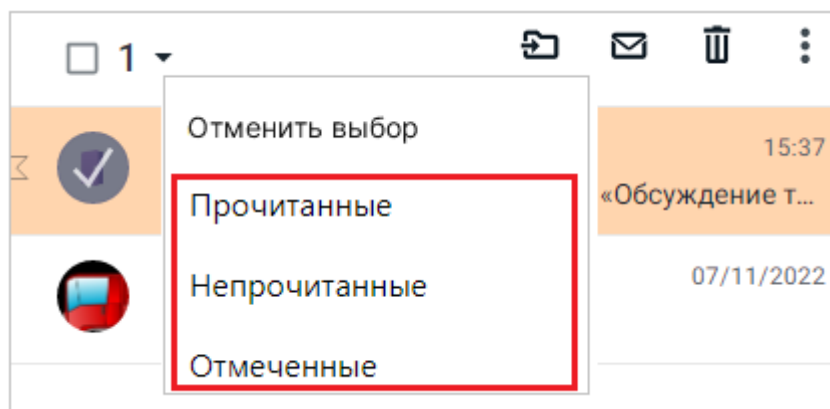 1
Отменить выбор
15:37
Прочитанные
«Обсуждение т...
Непрочитанные
07/11/2022
Отмеченные